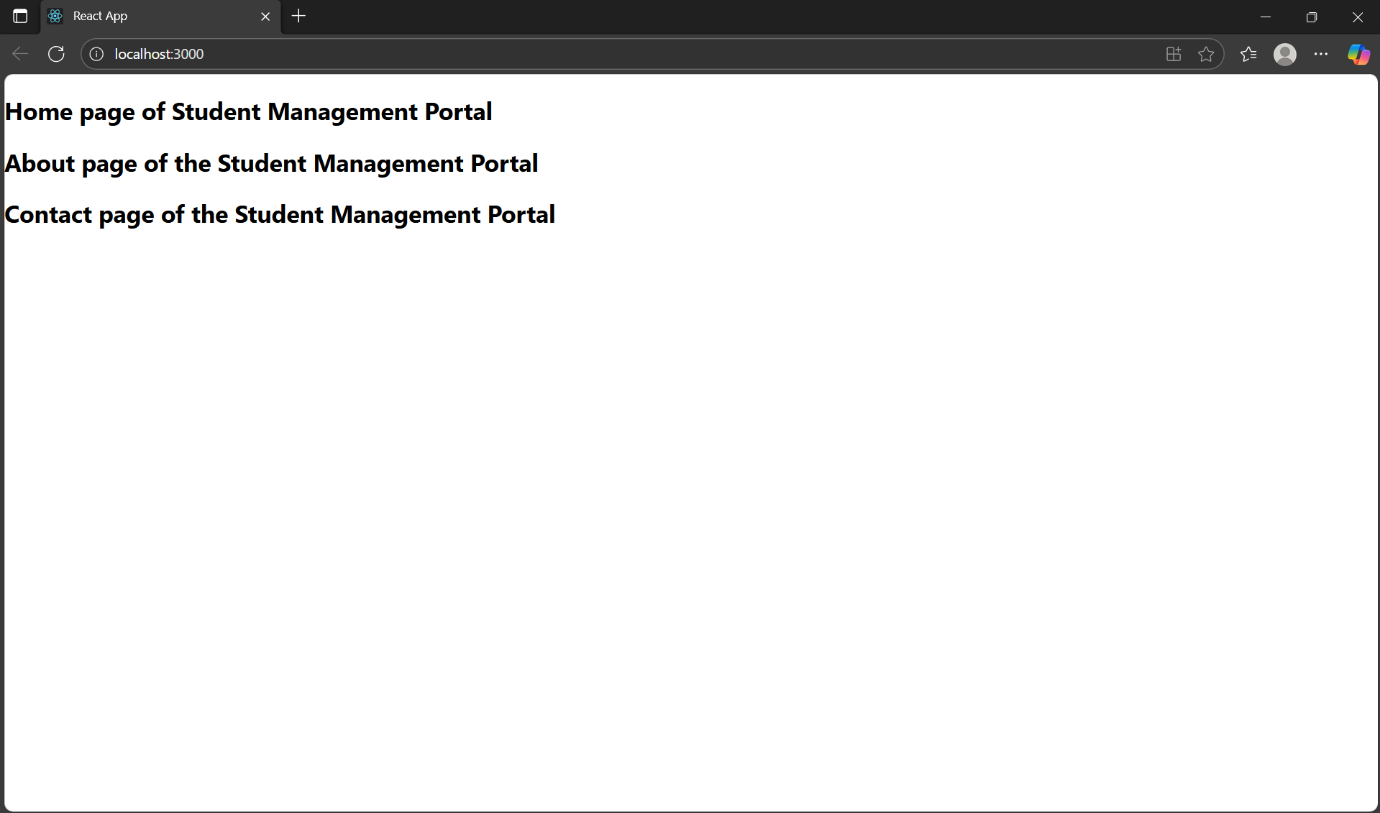 React App
localhost:3000
Home page of Student Management Portal
About page of the Student Management Portal
Contact page of the Student Management Portal